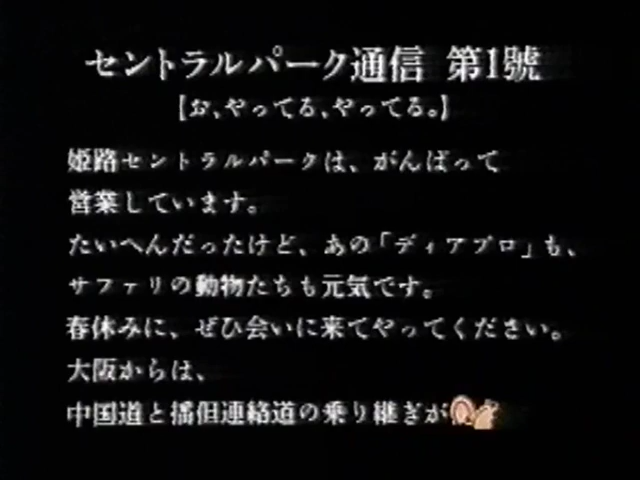 セントラルパーク通信 第1號
【お、やってる、やってる。】
姫路セントラルパークは、がんばって
営業しています。
たいへんだったけど、あの「ディアブロ」も、
サファリの動物たちも元気です。
春休みに、ぜひ会いに来てやってください。
大阪からは、
中国道と播但連絡道の乗り継ぎが